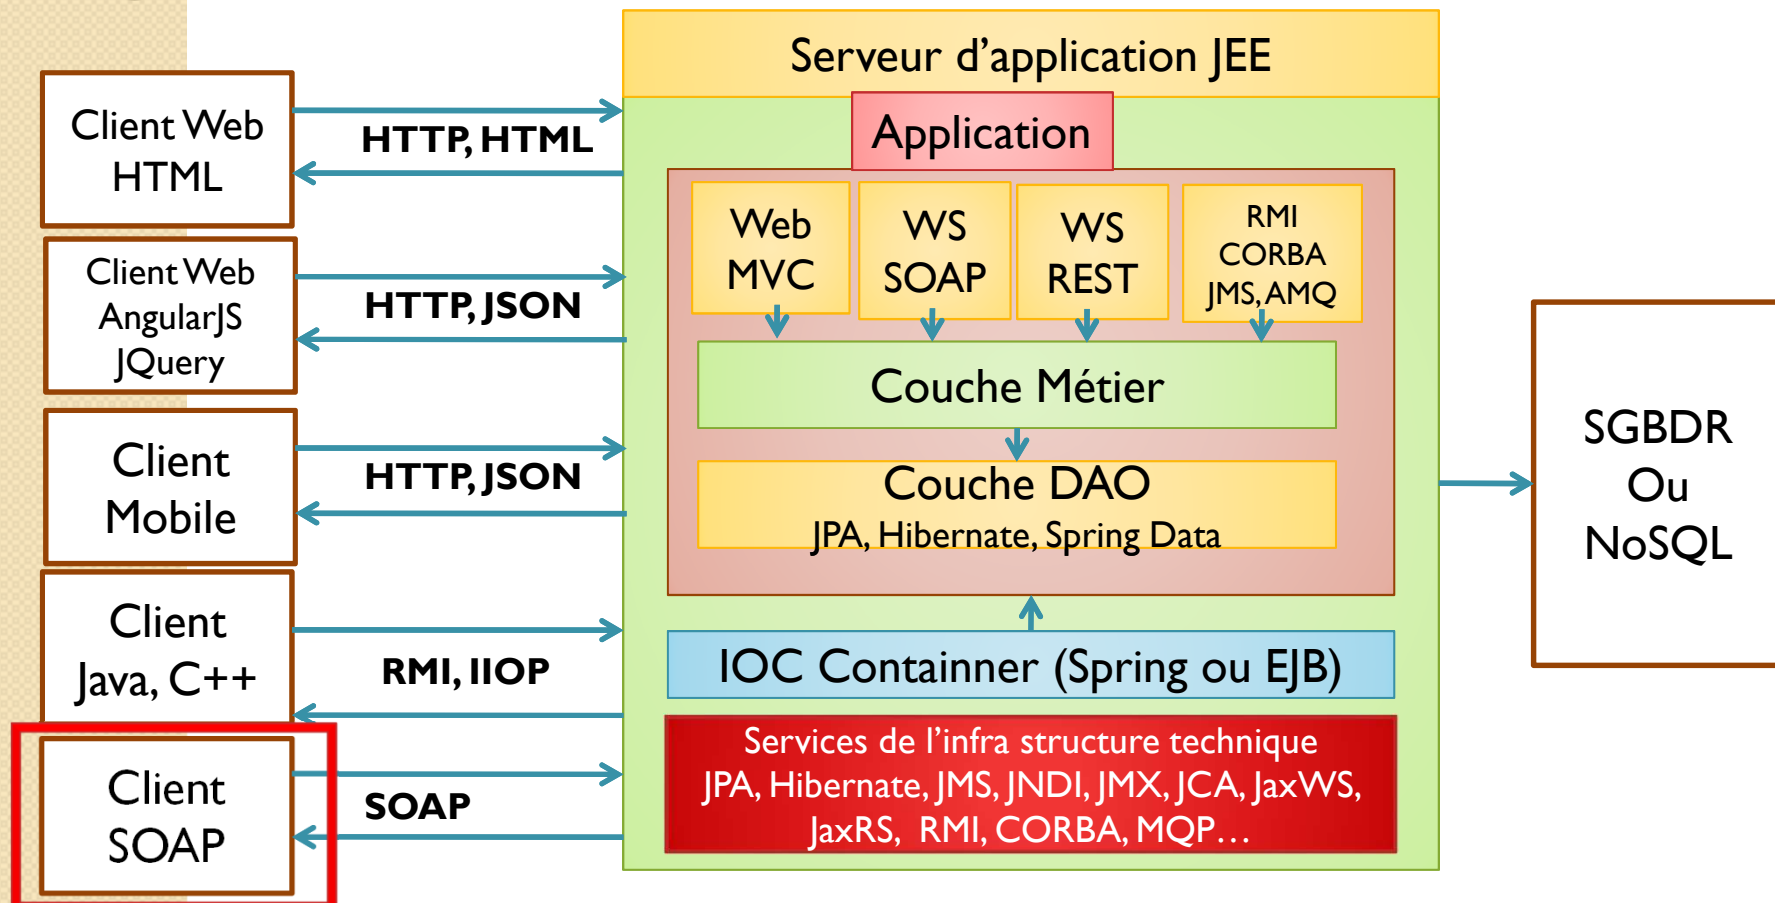 Serveur d'application JEE
Application
Client Web
HTML
HTTP, HTML
Client Web
AngularJS
JQuery
HTTP, JSON
Client
Mobile
HTTP, JSON
Client
Java, C++
RMI, IIOP
Client
SOAP
SOAP
Web
MVC
WS
SOAP
WS
REST
RMI
CORBA
JMS, AMQ
Couche Métier
Couche DAO
JPA, Hibernate, Spring Data
IOC Containner (Spring ou EJB)
Services de l'infra structure technique
JPA, Hibernate, JMS, JNDI, JMX, JCA, JaxWS,
JaxRS, RMI, CORBA, MQP…
SGBDR
Ou
NoSQL